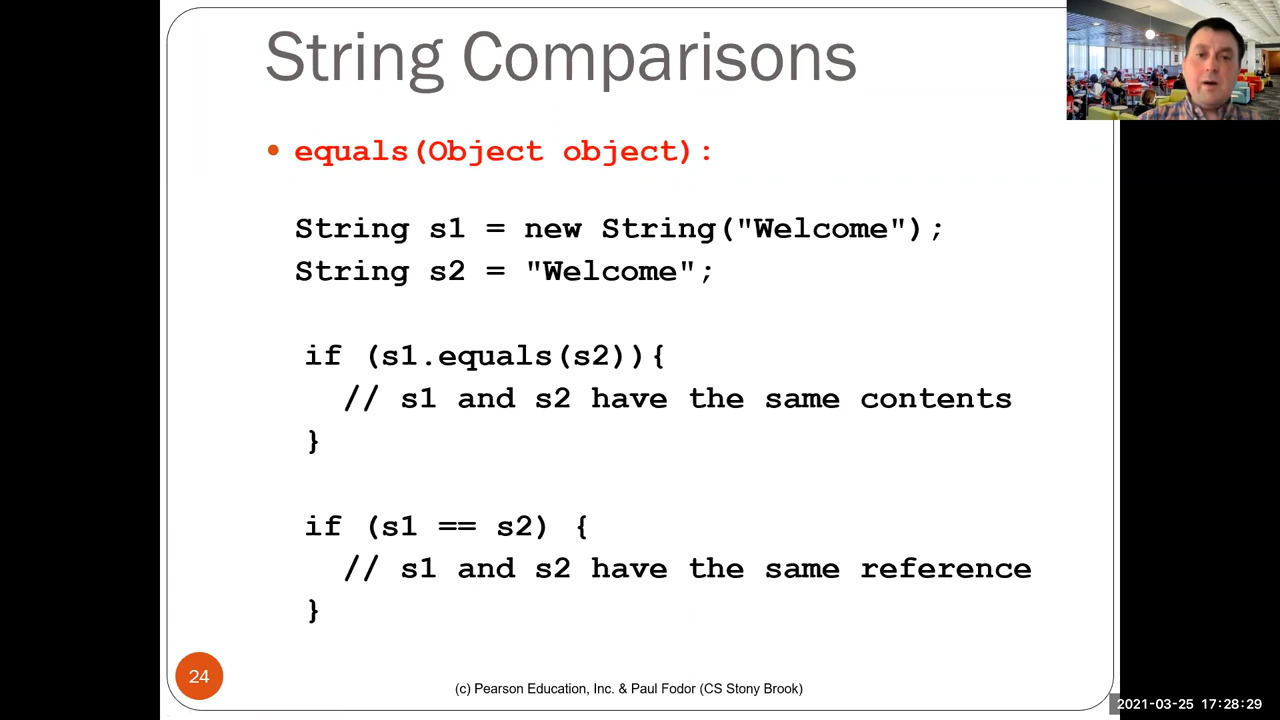 String Comparisons
• equals(Object object):
String s1 = new String("Welcome");
String s2 = "Welcome";
if (s1.equals(s2)){
// s1 and s2 have the same contents
}
if (s1 == s2) {
// s1 and s2 have the same reference
}
24
(c) Pearson Education, Inc. & Paul Fodor (CS Stony Brook)
2021-03-25 17:28:29